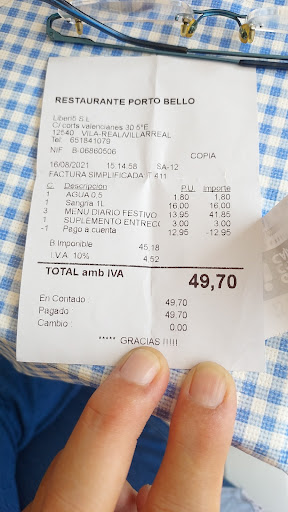 RESTAURANTE PORTO BELLO
Liberi5 S.L
C/ corts valencianes 30 5ºE
12540 VILA-REAL/VILLARREAL
Tel: 651841079
NIF B-06860506
COPIA
16/08/2021 15:14:58 SA-12
FACTURA SIMPLIFICADA T 411
C. Descripción P.U. Importe
1 AGUA 0,5 1.80 1.80
1 Sangria 1L 16.00 16.00
3 MENU DIARIO FESTIVO 13.95 41.85
1 SUPLEMENTO ENTRECO 3.00 3.00
-1 Pago a cuenta 12.95 -12.95
B.Imponible 45,18
I.V.A. 10% 4,52
TOTAL amb IVA 49,70
En Contado : 49.70
Pagado : 49.70
Cambio : 0.00
***** GRACIAS !!!!!